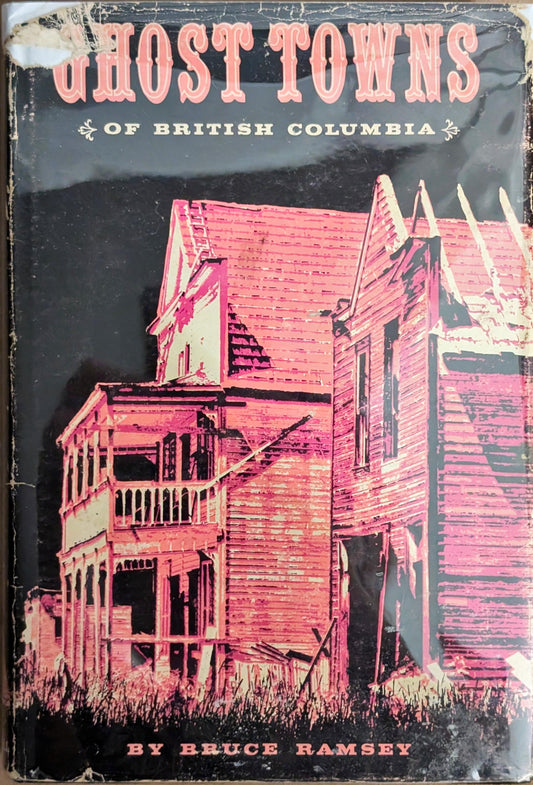 GHOST TOWNS
OF BRITISH COLUMBIA
BY BRUCE RAMSEY